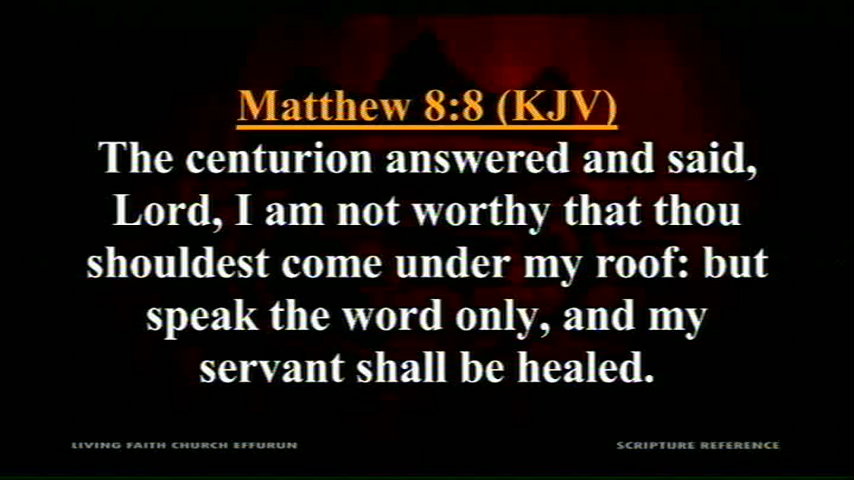 Matthew 8:8 (KJV)
The centurion answered and said,
Lord, I am not worthy that thou
shouldest come under my roof: but
speak the word only, and my
servant shall be healed.
LIVING FAITH CHURCH EFFURUN
SCRIPTURE REFERENCE